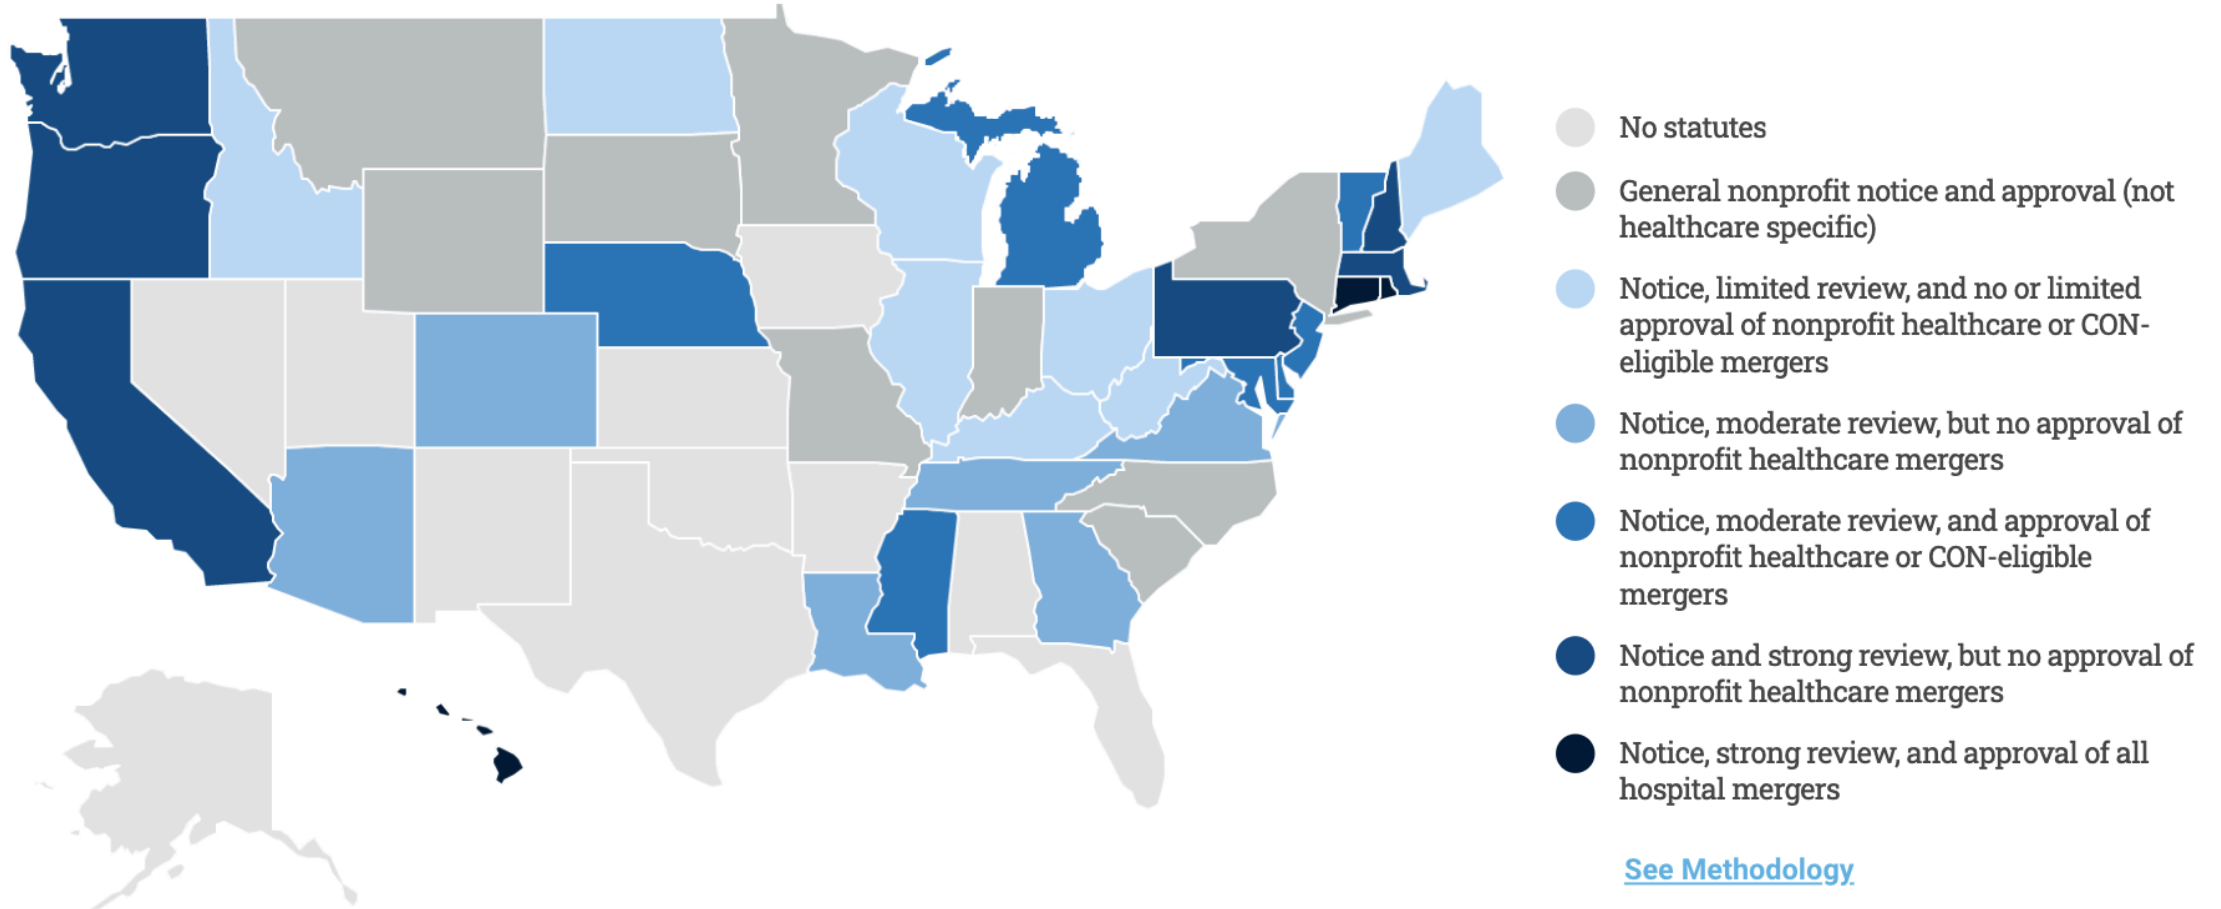 No statutes
General nonprofit notice and approval (not
healthcare specific)
Notice, limited review, and no or limited
approval of nonprofit healthcare or CON-
eligible mergers
Notice, moderate review, but no approval of
nonprofit healthcare mergers
Notice, moderate review, and approval of
nonprofit healthcare or CON-eligible
mergers
Notice and strong review, but no approval of
nonprofit healthcare mergers
Notice, strong review, and approval of all
hospital mergers
See Methodology